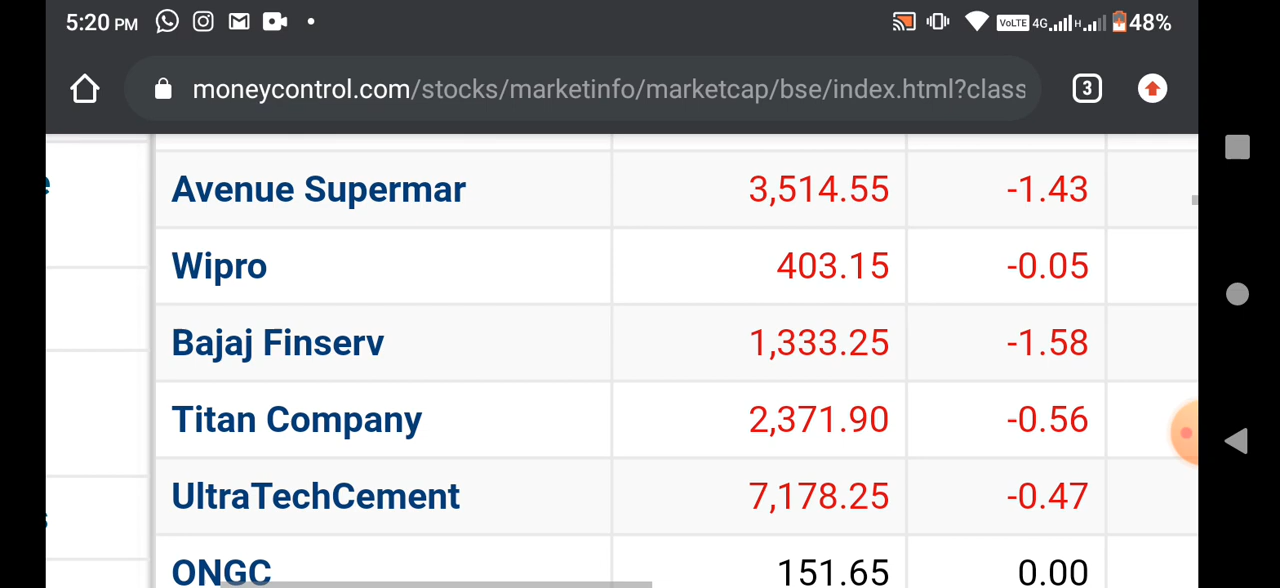 5:20 PM VoLTE 4G H 48%
moneycontrol.com/stocks/marketinfo/marketcap/bse/index.html?class 3
Avenue Supermar 3,514.55 -1.43
Wipro 403.15 -0.05
Bajaj Finserv 1,333.25 -1.58
Titan Company 2,371.90 -0.56
UltraTechCement 7,178.25 -0.47
ONGC 151.65 0.00